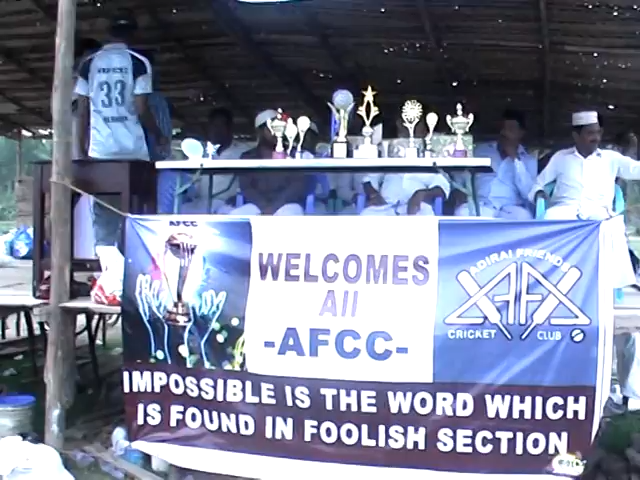 33
AFCC
WELCOMES
All
-AFCC-
ADIRAI FRIENDS
AFX
CRICKET CLUB
IMPOSSIBLE IS THE WORD WHICH
IS FOUND IN FOOLISH SECTION